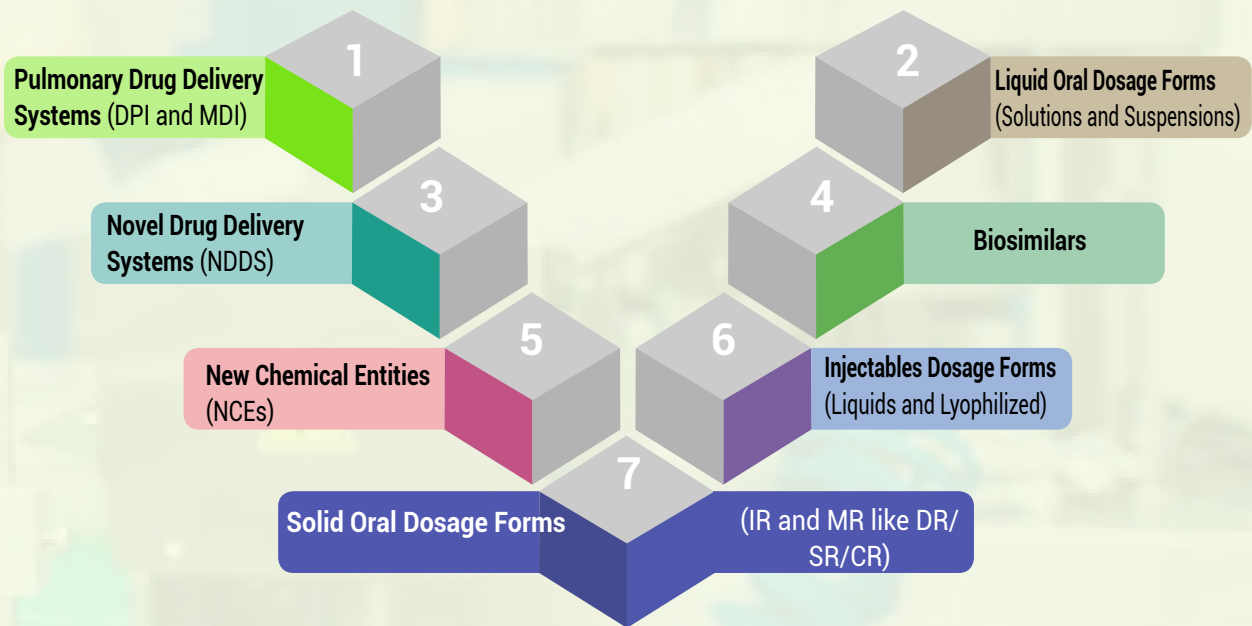 1
Pulmonary Drug Delivery
Systems (DPI and MDI)
2
Liquid Oral Dosage Forms
(Solutions and Suspensions)
3
Novel Drug Delivery
Systems (NDDS)
4
Biosimilars
5
New Chemical Entities
(NCEs)
6
Injectables Dosage Forms
(Liquids and Lyophilized)
7
Solid Oral Dosage Forms
(IR and MR like DR/
SR/CR)